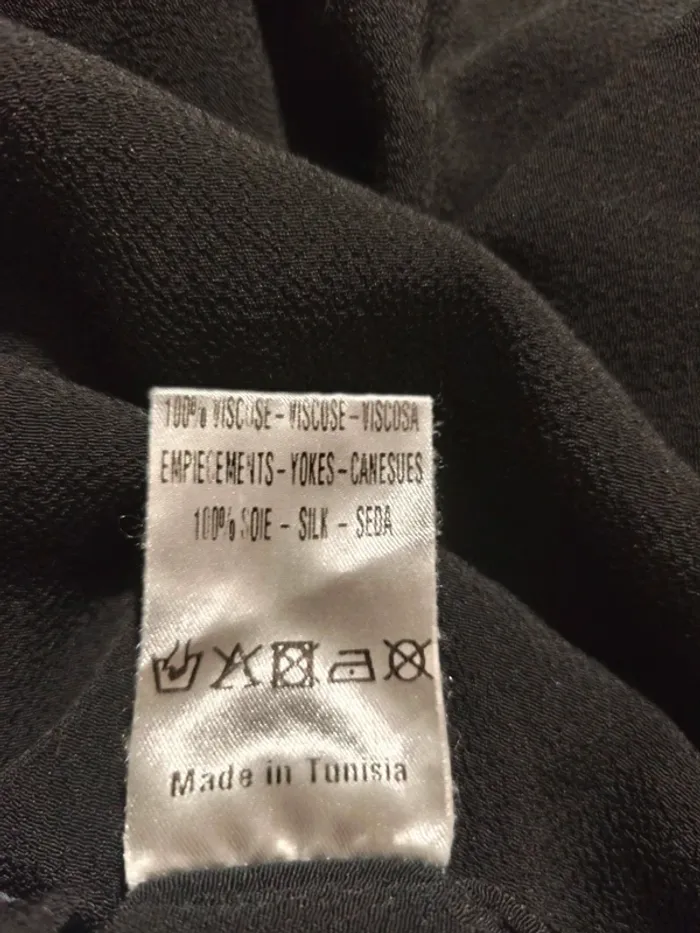 100% VISCOSE - VISCOSE - VISCOSA
EMPIECEMENTS - YOKES - CANESUES
100% SOIE - SILK - SEDA
Made in Tunisia